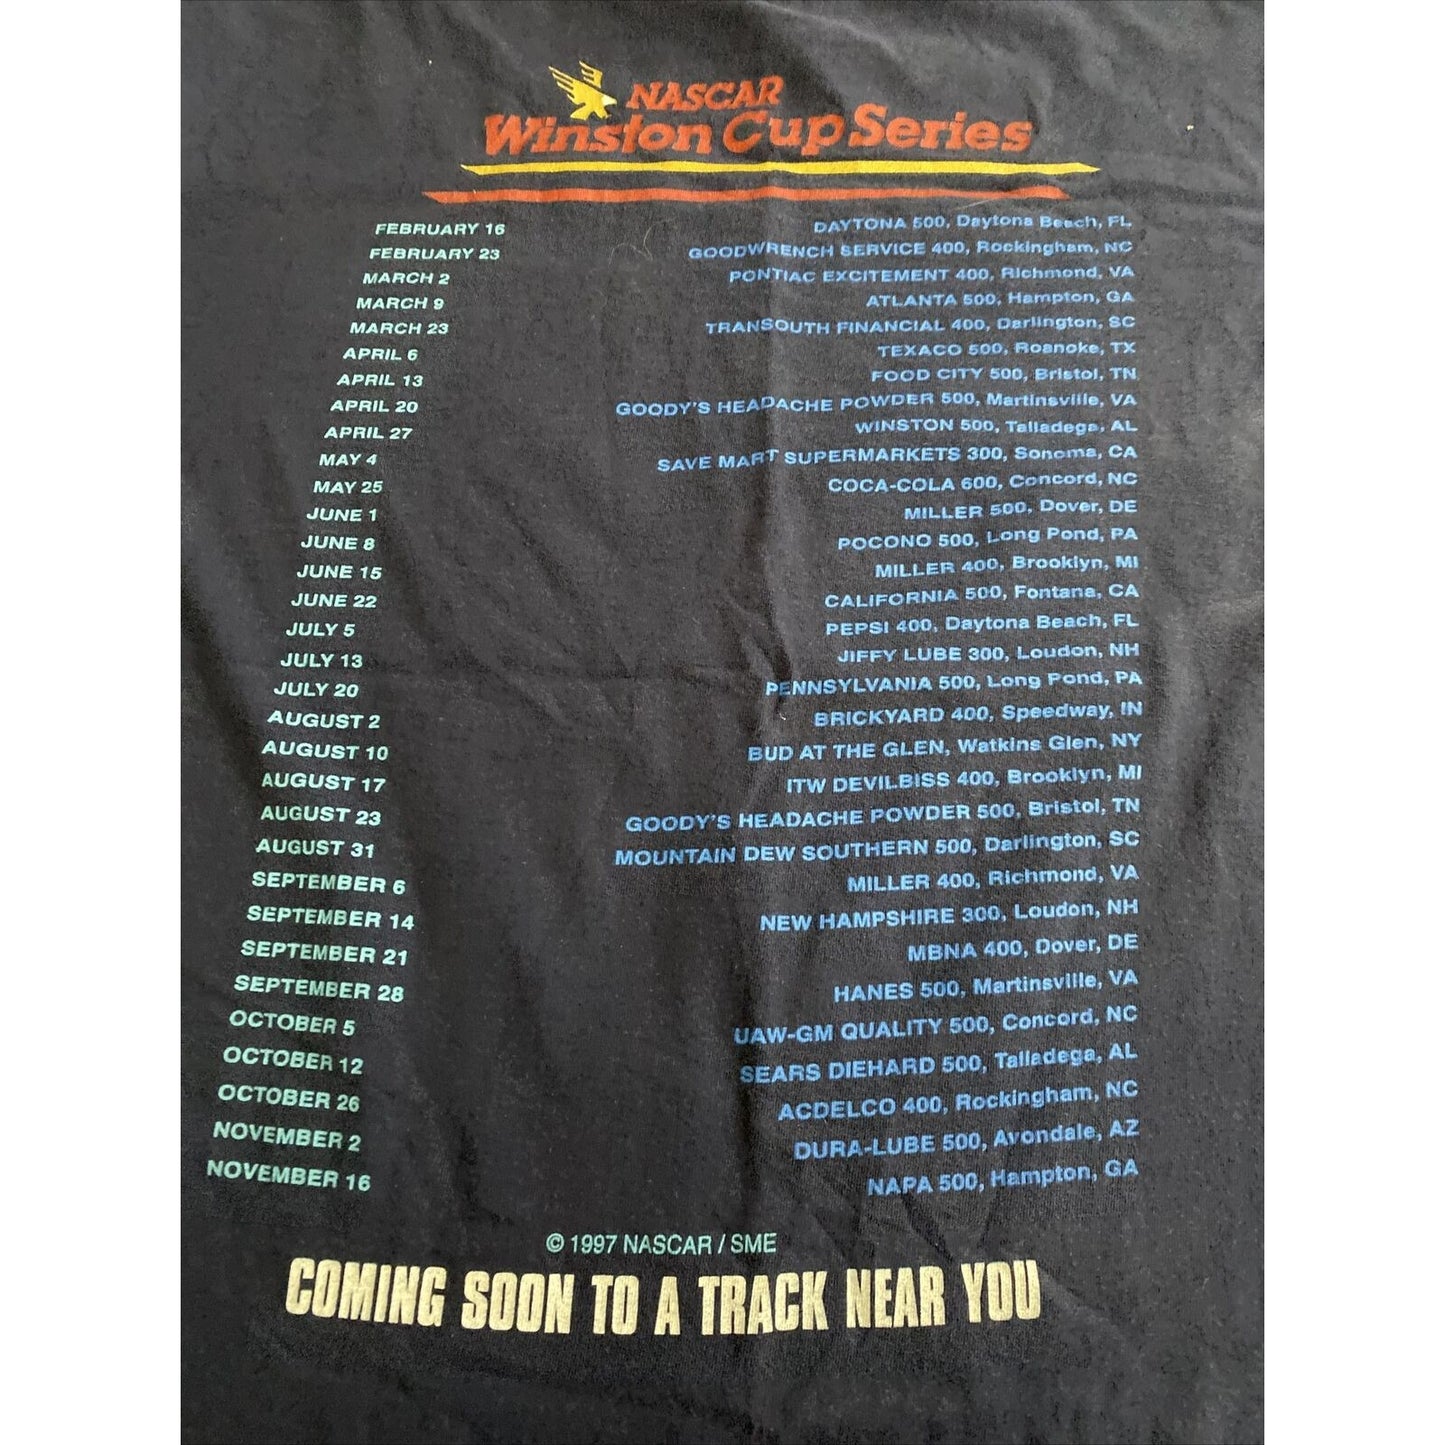 NASCAR
Winston Cup Series
FEBRUARY 16 DAYTONA 500, Daytona Beach, FL
FEBRUARY 23 GOODWRENCH SERVICE 400, Rockingham, NC
MARCH 2 PONTIAC EXCITEMENT 400, Richmond, VA
MARCH 9 ATLANTA 500, Hampton, GA
MARCH 23 TRANSOUTH FINANCIAL 400, Darlington, SC
APRIL 6 TEXACO 500, Roanoke, TX
APRIL 13 FOOD CITY 500, Bristol, TN
APRIL 20 GOODY'S HEADACHE POWDER 500, Martinsville, VA
APRIL 27 WINSTON 500, Talladega, AL
MAY 4 SAVE MART SUPERMARKETS 300, Sonoma, CA
MAY 25 COCA-COLA 600, Concord, NC
JUNE 1 MILLER 500, Dover, DE
JUNE 8 POCONO 500, Long Pond, PA
JUNE 15 MILLER 400, Brooklyn, MI
JUNE 22 CALIFORNIA 500, Fontana, CA
JULY 5 PEPSI 400, Daytona Beach, FL
JULY 13 JIFFY LUBE 300, Loudon, NH
JULY 20 PENNSYLVANIA 500, Long Pond, PA
AUGUST 2 BRICKYARD 400, Speedway, IN
AUGUST 10 BUD AT THE GLEN, Watkins Glen, NY
AUGUST 17 ITW DEVILBISS 400, Brooklyn, MI
AUGUST 23 GOODY'S HEADACHE POWDER 500, Bristol, TN
AUGUST 31 MOUNTAIN DEW SOUTHERN 500, Darlington, SC
SEPTEMBER 6 MILLER 400, Richmond, VA
SEPTEMBER 14 NEW HAMPSHIRE 300, Loudon, NH
SEPTEMBER 21 MBNA 400, Dover, DE
SEPTEMBER 28 HANES 500, Martinsville, VA
OCTOBER 5 UAW-GM QUALITY 500, Concord, NC
OCTOBER 12 SEARS DIEHARD 500, Talladega, AL
OCTOBER 26 ACDELCO 400, Rockingham, NC
NOVEMBER 2 DURA-LUBE 500, Avondale, AZ
NOVEMBER 16 NAPA 500, Hampton, GA
© 1997 NASCAR / SME
COMING SOON TO A TRACK NEAR YOU